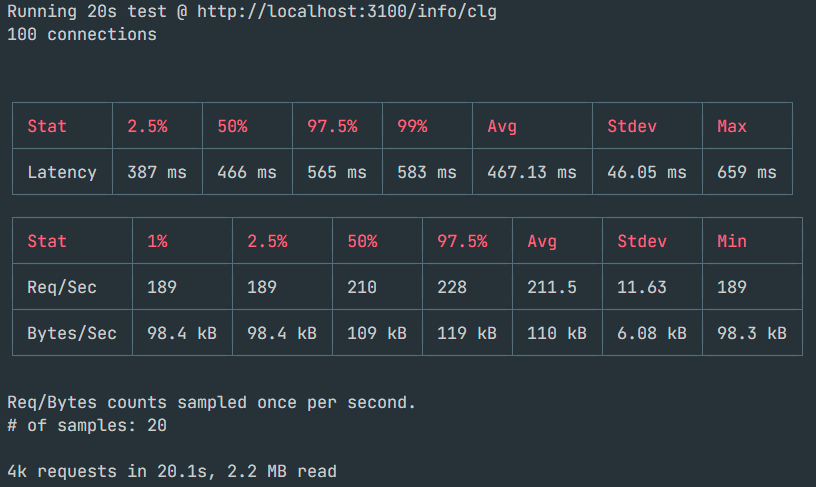 Running 20s test @ http://localhost:3100/info/clg
100 connections
Stat 2.5% 50% 97.5% 99% Avg Stdev Max
Latency 387 ms 466 ms 565 ms 583 ms 467.13 ms 46.05 ms 659 ms
Stat 1% 2.5% 50% 97.5% Avg Stdev Min
Req/Sec 189 189 210 228 211.5 11.63 189
Bytes/Sec 98.4 kB 98.4 kB 109 kB 119 kB 110 kB 6.08 kB 98.3 kB
Req/Bytes counts sampled once per second.
# of samples: 20
4k requests in 20.1s, 2.2 MB read